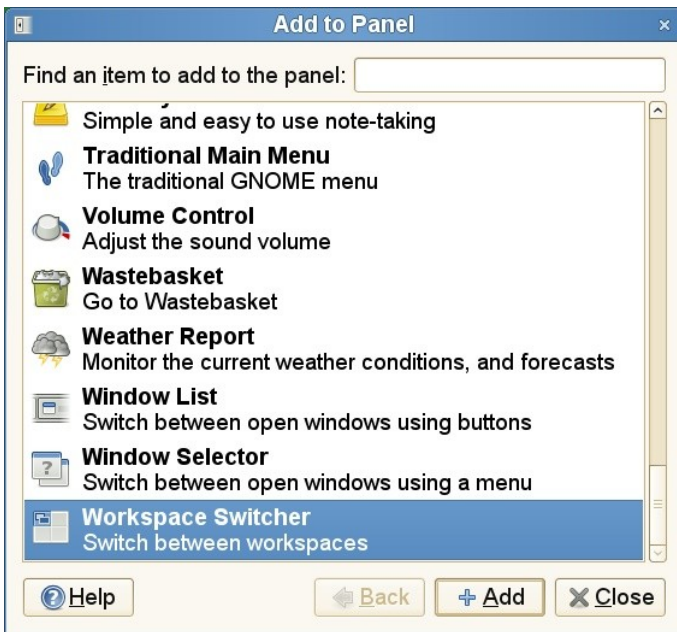 Add to Panel
Find an item to add to the panel:
Simple and easy to use note-taking
Traditional Main Menu
The traditional GNOME menu
Volume Control
Adjust the sound volume
Wastebasket
Go to Wastebasket
Weather Report
Monitor the current weather conditions, and forecasts
Window List
Switch between open windows using buttons
Window Selector
Switch between open windows using a menu
Workspace Switcher
Switch between workspaces
Help Back Add Close